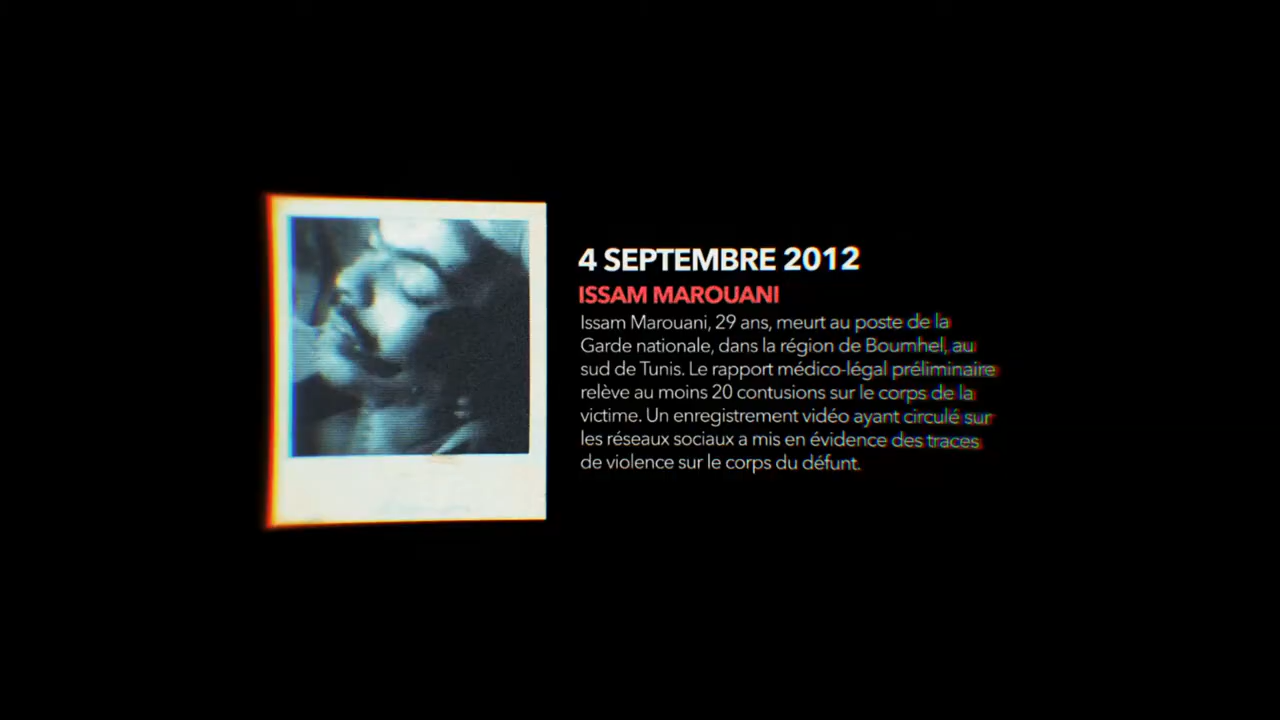 4 SEPTEMBRE 2012
ISSAM MAROUANI
Issam Marouani, 29 ans, meurt au poste de la
Garde nationale, dans la région de Boumhel, au
sud de Tunis. Le rapport médico-légal préliminaire
relève au moins 20 contusions sur le corps de la
victime. Un enregistrement vidéo ayant circulé sur
les réseaux sociaux a mis en évidence des traces
de violence sur le corps du défunt.